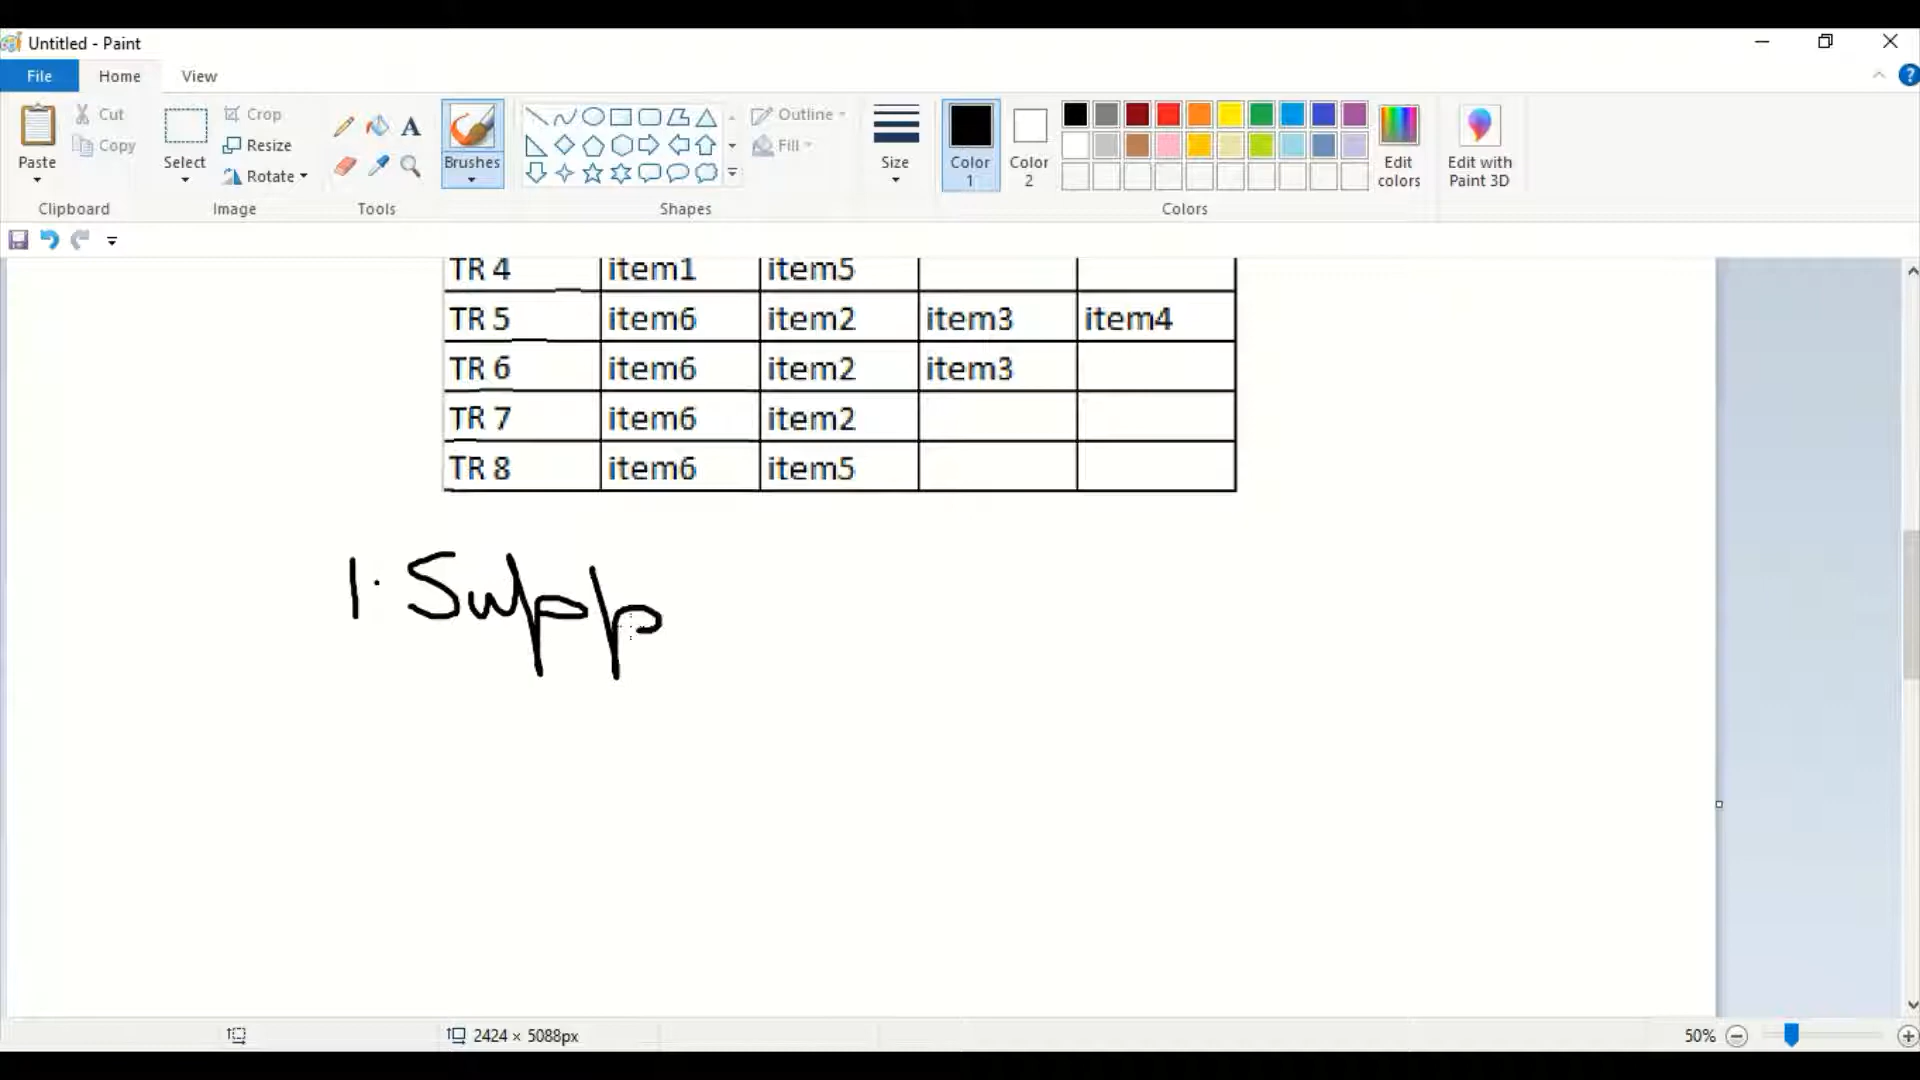 Untitled - Paint
File Home View
Paste Cut Copy Select Crop Resize Rotate Brushes Outline Fill Size Color 1 Color 2 Edit colors Edit with Paint 3D
Clipboard Image Tools Shapes Colors
TR 4 item1 item5
TR 5 item6 item2 item3 item4
TR 6 item6 item2 item3
TR 7 item6 item2
TR 8 item6 item5
1. Supp
2424 × 5088px 50%